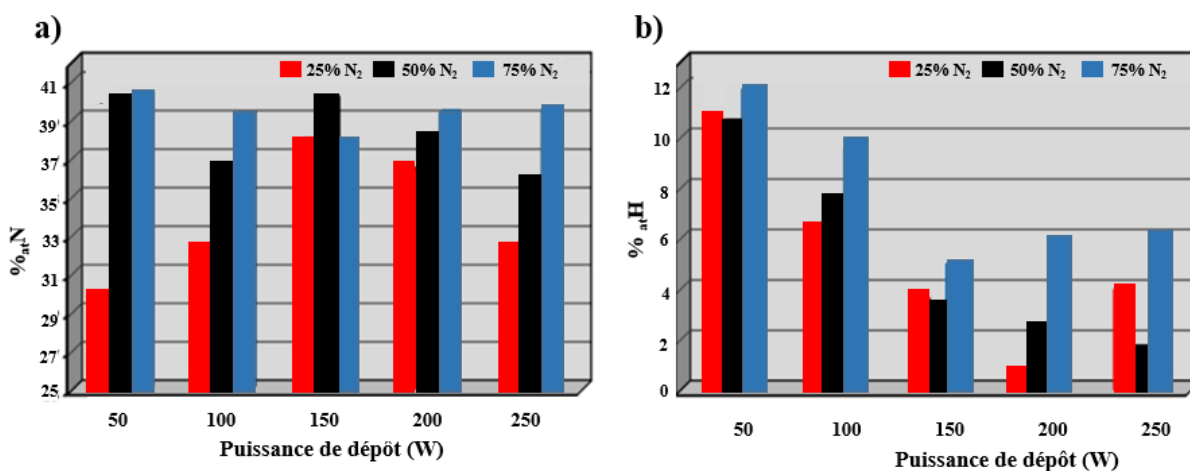 a)
25% N₂ 50% N₂ 75% N₂
41
39
37
35
33
31
29
27
25
%ₐₜN
50 100 150 200 250
Puissance de dépôt (W)
b)
25% N₂ 50% N₂ 75% N₂
12
10
8
6
4
2
0
% ₐₜH
50 100 150 200 250
Puissance de dépôt (W)